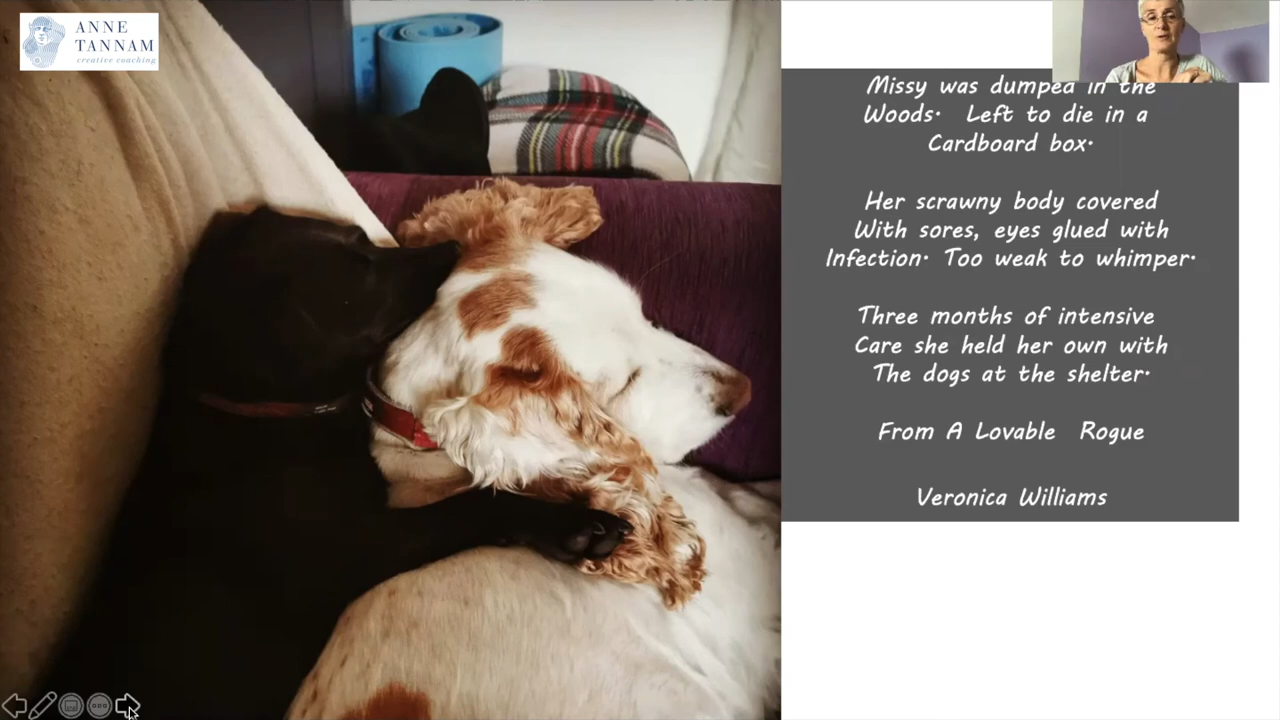 ANNE
TANNAM
creative coaching
Missy was dumped in the
Woods. Left to die in a
Cardboard box.
Her scrawny body covered
With sores, eyes glued with
Infection. Too weak to whimper.
Three months of intensive
Care she held her own with
The dogs at the shelter.
From A Lovable Rogue
Veronica Williams